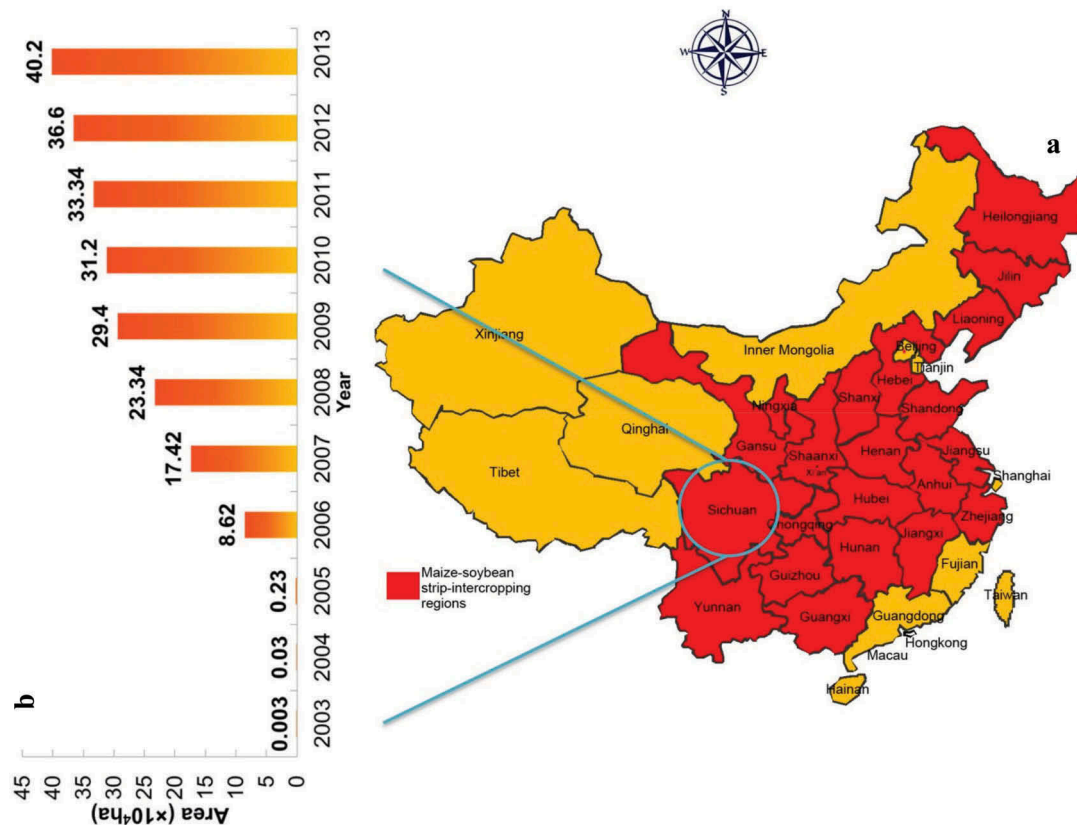 b
40.2
36.6
33.34
31.2
29.4
23.34
17.42
8.62
0.23
0.03
0.003
2013
2012
2011
2010
2009
2008
2007
2006
2005
2004
2003
Year
45
40
35
30
25
20
15
10
5
0
Area (×10⁴ha)
N
W
E
S
a
Heilongjiang
Jilin
Liaoning
Xinjiang
Inner Mongolia
Beijing
Tianjin
Hebei
Ningxia
Shanxi
Shandong
Qinghai
Gansu
Shaanxi
Xi'an
Henan
Jiangsu
Tibet
Anhui
Shanghai
Sichuan
Hubei
Chongqing
Zhejiang
Hunan
Jiangxi
Fujian
Guizhou
Taiwan
Yunnan
Guangxi
Guangdong
Hongkong
Macau
Hainan
Maize-soybean
strip-intercropping
regions